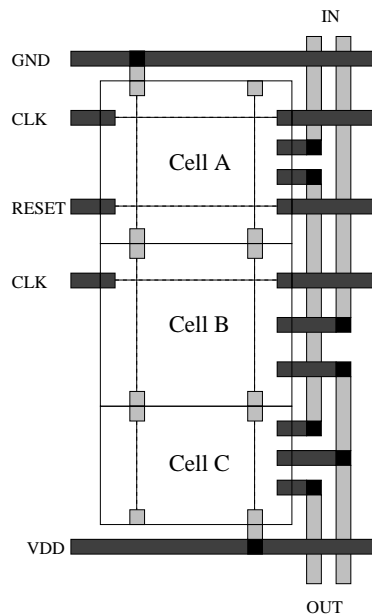 IN
GND
CLK
Cell A
RESET
CLK
Cell B
Cell C
VDD
OUT